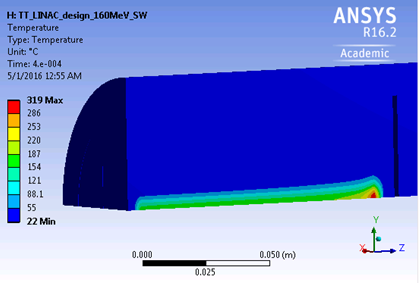 H: TT_LINAC_design_160MeV_SW
Temperature
Type: Temperature
Unit: °C
Time: 4.e-004
5/1/2016 12:55 AM
ANSYS
R16.2
Academic
319 Max
286
253
220
187
154
121
88.1
55
22 Min
0.000
0.050 (m)
0.025
Y
X
Z